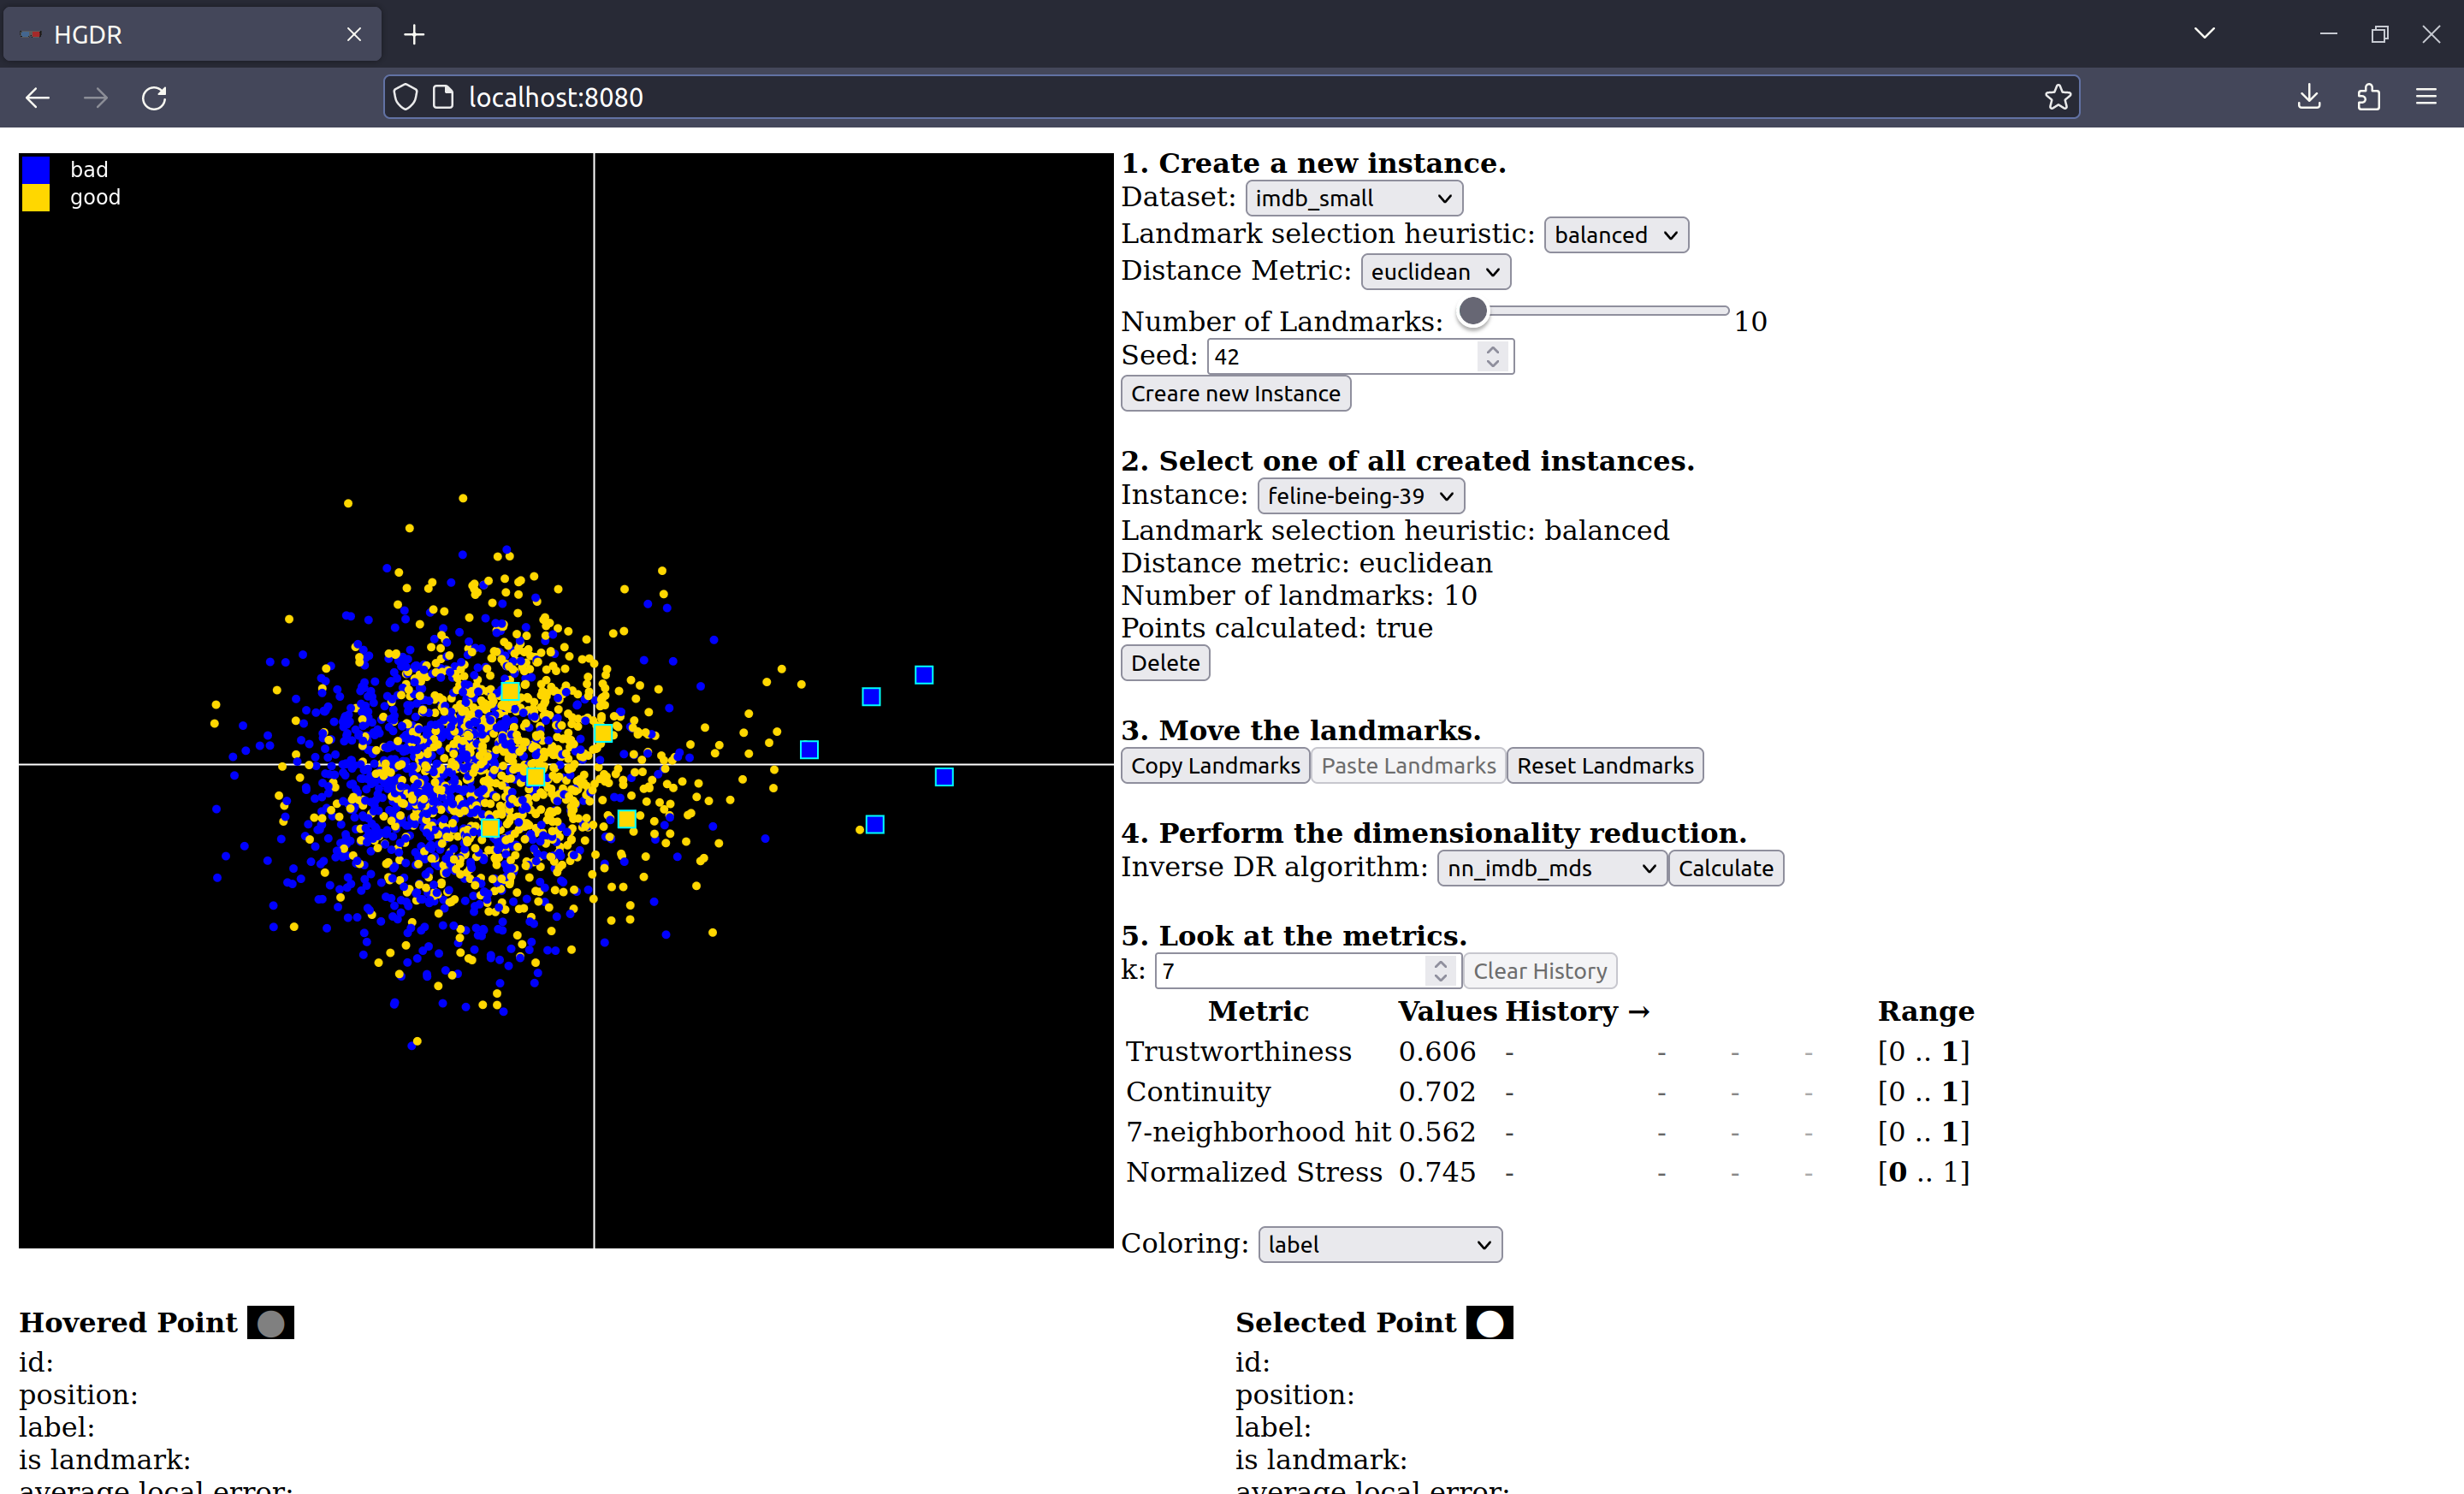 HGDR
localhost:8080
bad
good
1. Create a new instance.
Dataset: imdb_small
Landmark selection heuristic: balanced
Distance Metric: euclidean
Number of Landmarks: 10
Seed: 42
Creare new Instance
2. Select one of all created instances.
Instance: feline-being-39
Landmark selection heuristic: balanced
Distance metric: euclidean
Number of landmarks: 10
Points calculated: true
Delete
3. Move the landmarks.
Copy Landmarks Paste Landmarks Reset Landmarks
4. Perform the dimensionality reduction.
Inverse DR algorithm: nn_imdb_mds Calculate
5. Look at the metrics.
k: 7 Clear History
Metric Values History → Range
Trustworthiness 0.606 - - - - [0 .. 1]
Continuity 0.702 - - - - [0 .. 1]
7-neighborhood hit 0.562 - - - - [0 .. 1]
Normalized Stress 0.745 - - - - [0 .. 1]
Coloring: label
Hovered Point
id:
position:
label:
is landmark:
average local error:
Selected Point
id:
position:
label:
is landmark:
average local error: